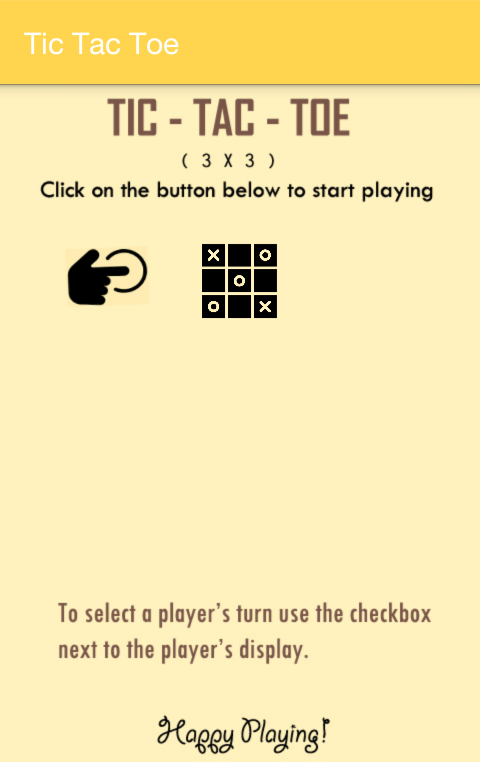 Tic Tac Toe
TIC - TAC - TOE
( 3 X 3 )
Click on the button below to start playing
X O
O
O X
To select a player's turn use the checkbox
next to the player's display.
Happy Playing!